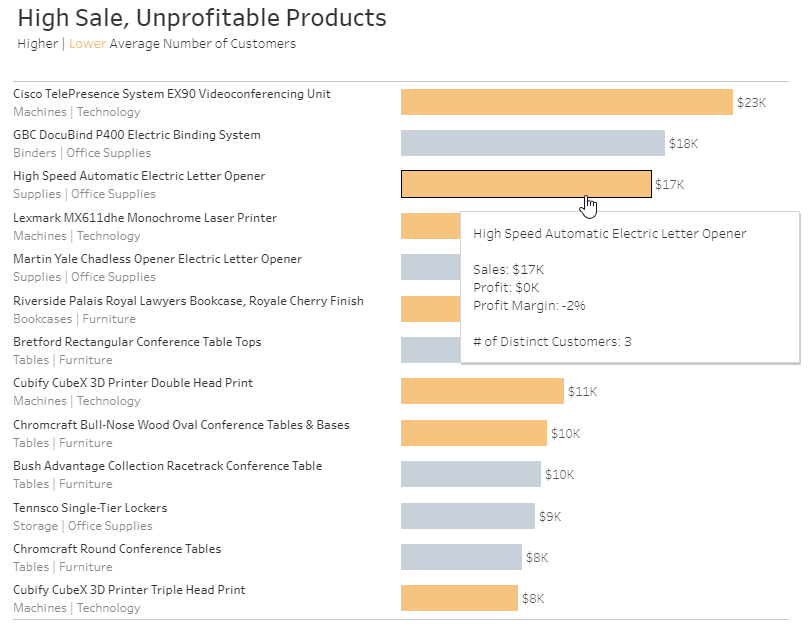 High Sale, Unprofitable Products
Higher | Lower Average Number of Customers
Cisco TelePresence System EX90 Videoconferencing Unit
Machines | Technology
$23K
GBC DocuBind P400 Electric Binding System
Binders | Office Supplies
$18K
High Speed Automatic Electric Letter Opener
Supplies | Office Supplies
$17K
Lexmark MX611dhe Monochrome Laser Printer
Machines | Technology
Martin Yale Chadless Opener Electric Letter Opener
Supplies | Office Supplies
Riverside Palais Royal Lawyers Bookcase, Royale Cherry Finish
Bookcases | Furniture
Bretford Rectangular Conference Table Tops
Tables | Furniture
High Speed Automatic Electric Letter Opener
Sales: $17K
Profit: $0K
Profit Margin: -2%
# of Distinct Customers: 3
Cubify CubeX 3D Printer Double Head Print
Machines | Technology
$11K
Chromcraft Bull-Nose Wood Oval Conference Tables & Bases
Tables | Furniture
$10K
Bush Advantage Collection Racetrack Conference Table
Tables | Furniture
$10K
Tennsco Single-Tier Lockers
Storage | Office Supplies
$9K
Chromcraft Round Conference Tables
Tables | Furniture
$8K
Cubify CubeX 3D Printer Triple Head Print
Machines | Technology
$8K